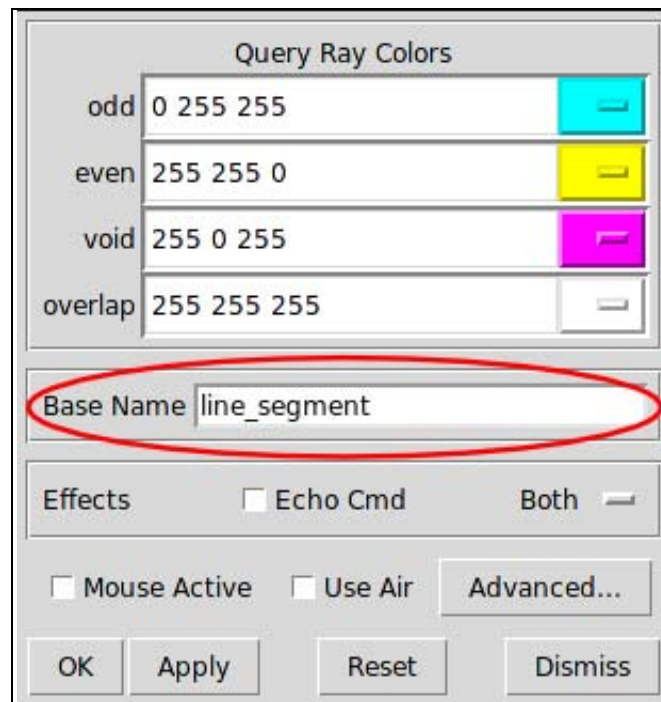 Query Ray Colors
odd 0 255 255
even 255 255 0
void 255 0 255
overlap 255 255 255
Base Name line_segment
Effects Echo Cmd Both
Mouse Active Use Air Advanced...
OK Apply Reset Dismiss